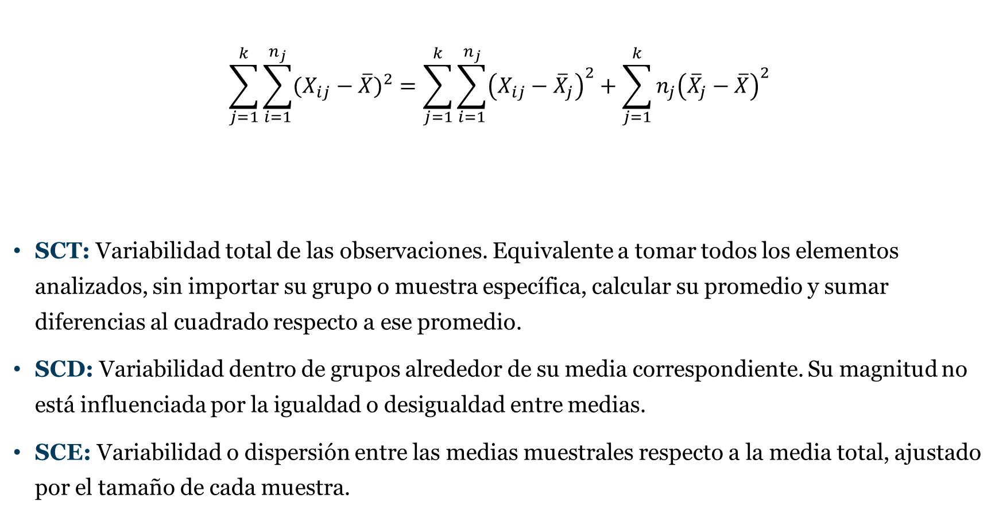 $$\sum_{j=1}^{k}\sum_{i=1}^{n_j}(X_{ij}-\bar{X})^2=\sum_{j=1}^{k}\sum_{i=1}^{n_j}\left(X_{ij}-\bar{X}_j\right)^2+\sum_{j=1}^{k}n_j\left(\bar{X}_j-\bar{X}\right)^2$$
• SCT: Variabilidad total de las observaciones. Equivalente a tomar todos los elementos
analizados, sin importar su grupo o muestra específica, calcular su promedio y sumar
diferencias al cuadrado respecto a ese promedio.
• SCD: Variabilidad dentro de grupos alrededor de su media correspondiente. Su magnitud no
está influenciada por la igualdad o desigualdad entre medias.
• SCE: Variabilidad o dispersión entre las medias muestrales respecto a la media total, ajustado
por el tamaño de cada muestra.